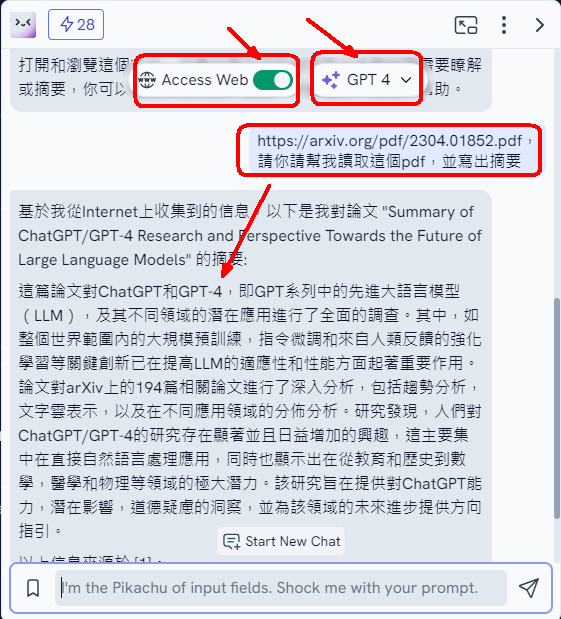 28
打開和瀏覽這個
需要瞭解
或摘要，你可以
助。
Access Web
GPT 4
https://arxiv.org/pdf/2304.01852.pdf，
請你請幫我讀取這個pdf，並寫出摘要
基於我從Internet上收集到的信息，以下是我對論文 "Summary of
ChatGPT/GPT-4 Research and Perspective Towards the Future of
Large Language Models" 的摘要:
這篇論文對ChatGPT和GPT-4，即GPT系列中的先進大語言模型
（LLM），及其不同領域的潛在應用進行了全面的調查。其中，如
整個世界範圍內的大規模預訓練，指令微調和來自人類反饋的強化
學習等關鍵創新已在提高LLM的適應性和性能方面起著重要作用。
論文對arXiv上的194篇相關論文進行了深入分析，包括趨勢分析，
文字雲表示，以及在不同應用領域的分佈分析。研究發現，人們對
ChatGPT/GPT-4的研究存在顯著並且日益增加的興趣，這主要集
中在直接自然語言處理應用，同時也顯示出在從教育和歷史到數
學，醫學和物理等領域的極大潛力。該研究旨在提供對ChatGPT能
力，潛在影響，道德疑慮的洞察，並為該領域的未來進步提供方向
指引。
Start New Chat
以上信息來源於 [1]：
I'm the Pikachu of input fields. Shock me with your prompt.